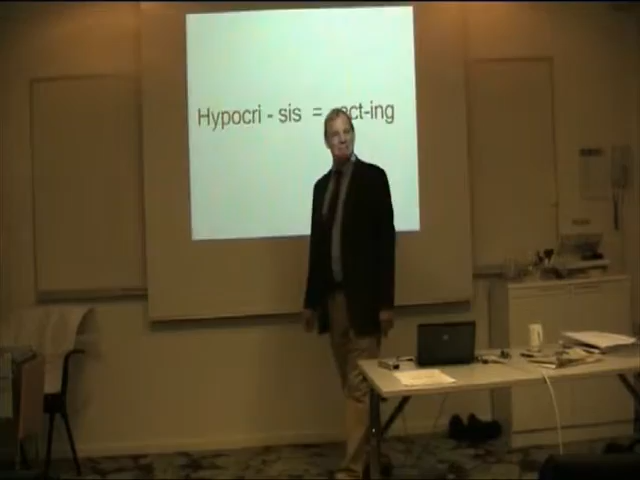 Hypocri - sis = act-ing